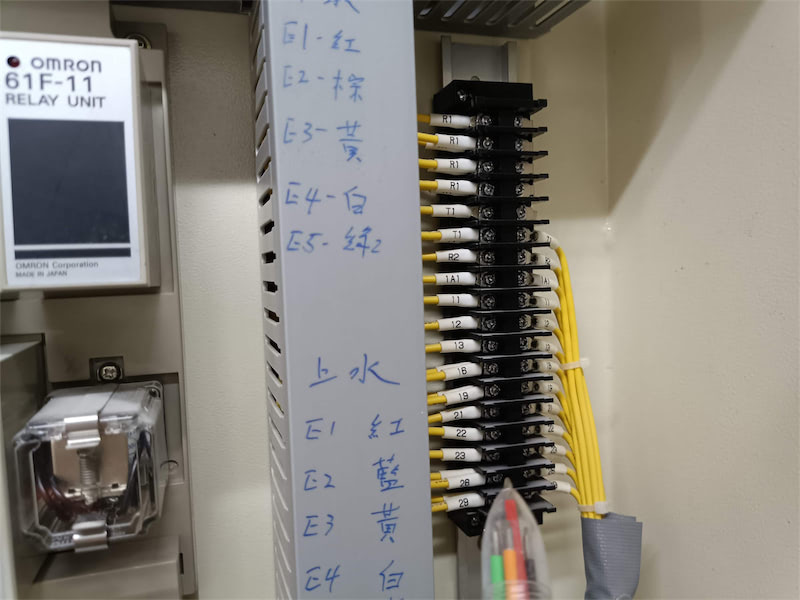 OMRON
61F-11
RELAY UNIT
OMRON Corporation
MADE IN JAPAN
水
E1-紅
E2-棕
E3-黃
E4-白
E5-綠2
上水
E1 紅
E2 藍
E3 黃
E4 白
R1
R1
R1
R1
T1
T1
R2
1A1
11
12
13
16
19
21
22
23
28
29